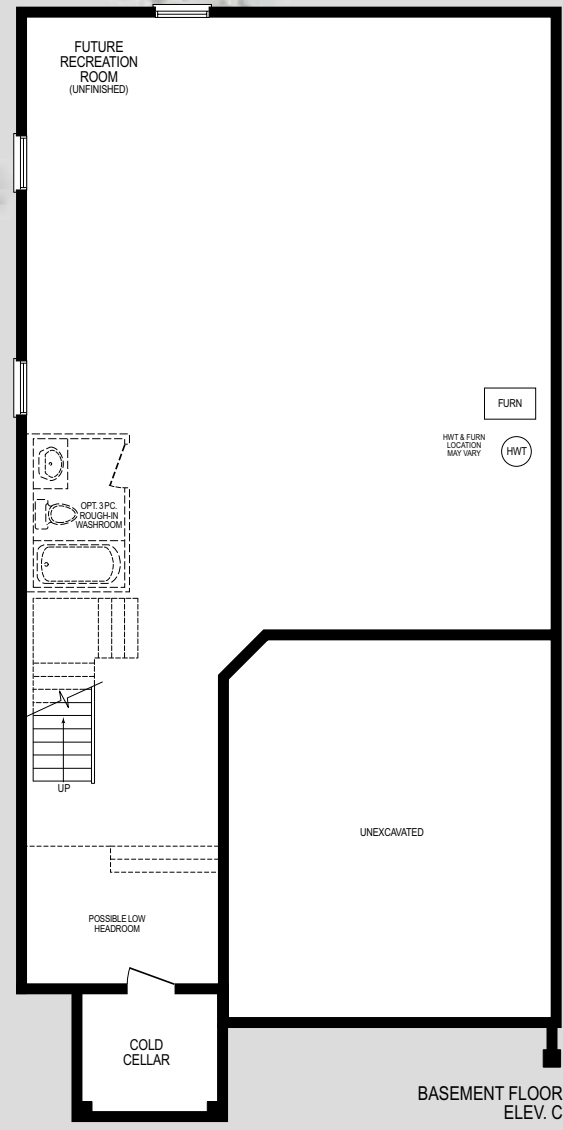 FUTURE
RECREATION
ROOM
(UNFINISHED)
FURN
HWT & FURN
LOCATION
MAY VARY
HWT
OPT. 3 PC.
ROUGH-IN
WASHROOM
UP
UNEXCAVATED
POSSIBLE LOW
HEADROOM
COLD
CELLAR
BASEMENT FLOOR
ELEV. C